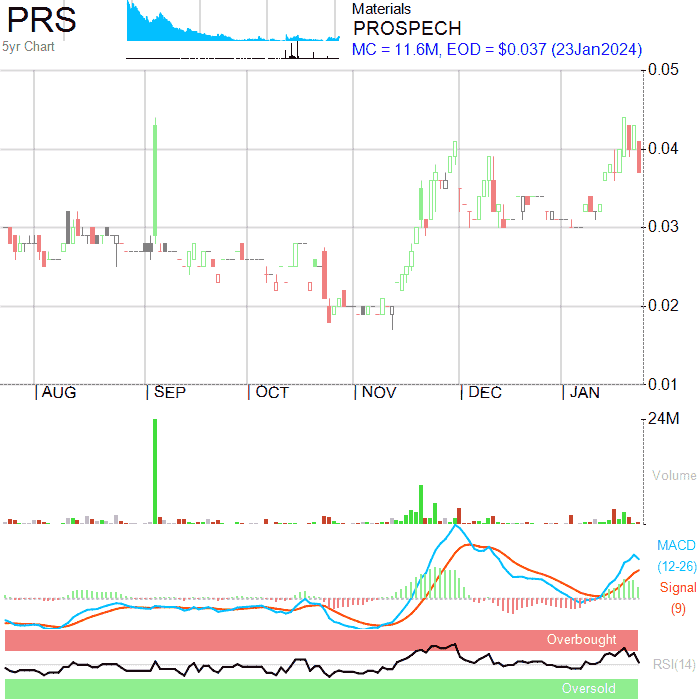 PRS
5yr Chart
Materials
PROSPECH
MC = 11.6M, EOD = $0.037 (23Jan2024)
0.05
0.04
0.03
0.02
0.01
AUG SEP OCT NOV DEC JAN
24M
Volume
MACD
(12-26)
Signal
(9)
Overbought
RSI(14)
Oversold